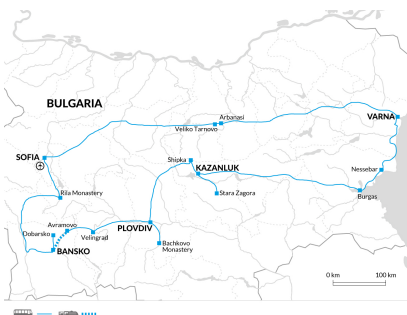 BULGARIA
Arbanasi
VARNA
Veliko Tarnovo
SOFIA
Shipka
KAZANLUK
Nessebar
Rila Monastery
Stara Zagora
Burgas
Avramovo
PLOVDIV
Dobarsko
Velingrad
Bachkovo
Monastery
BANSKO
0 km 100 km